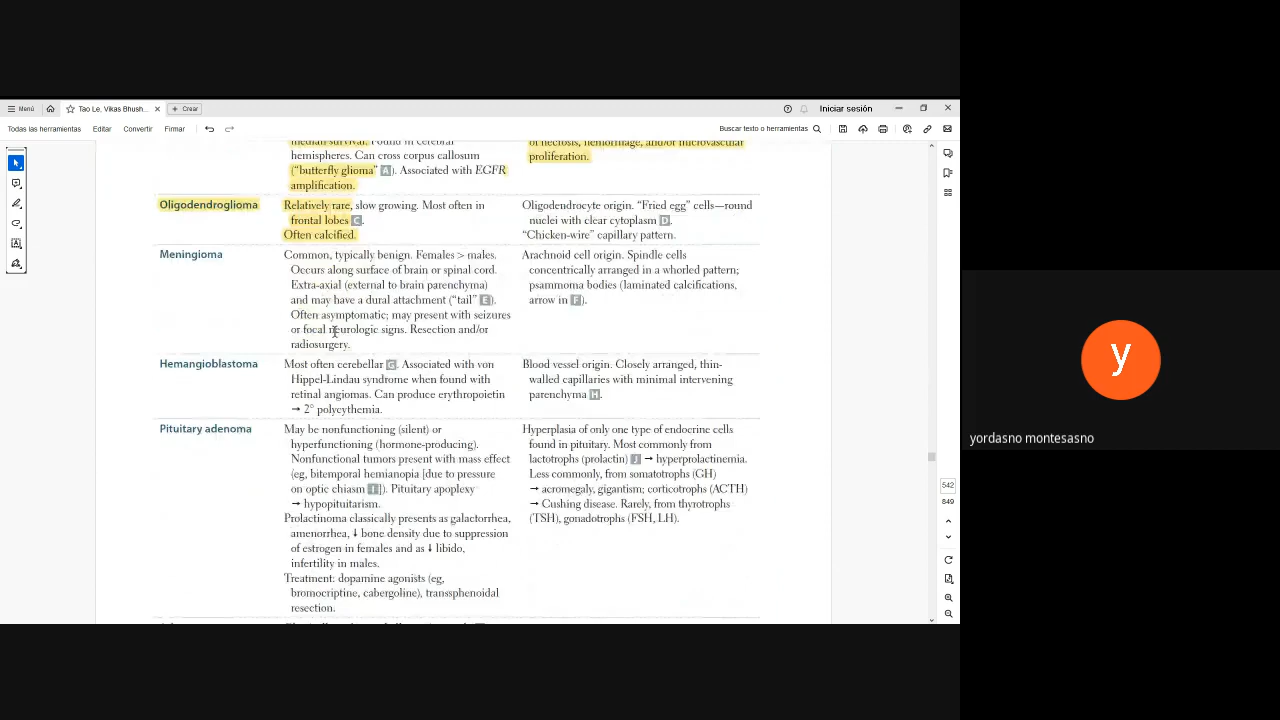 Menú
Tao Le, Vikas Bhush...
Crear
Iniciar sesión
Todas las herramientas Editar Convertir Firmar
Buscar texto o herramientas
median survival. Found in cerebral
hemispheres. Can cross corpus callosum
(“butterfly glioma” A). Associated with EGFR
amplification.
of necrosis, hemorrhage, and/or microvascular
proliferation.
Oligodendroglioma
Relatively rare, slow growing. Most often in
frontal lobes C.
Often calcified.
Oligodendrocyte origin. “Fried egg” cells—round
nuclei with clear cytoplasm D.
“Chicken-wire” capillary pattern.
Meningioma
Common, typically benign. Females > males.
Occurs along surface of brain or spinal cord.
Extra-axial (external to brain parenchyma)
and may have a dural attachment (“tail” E).
Often asymptomatic; may present with seizures
or focal neurologic signs. Resection and/or
radiosurgery.
Arachnoid cell origin. Spindle cells
concentrically arranged in a whorled pattern;
psammoma bodies (laminated calcifications,
arrow in F).
Hemangioblastoma
Most often cerebellar G. Associated with von
Hippel-Lindau syndrome when found with
retinal angiomas. Can produce erythropoietin
→ 2° polycythemia.
Blood vessel origin. Closely arranged, thin-
walled capillaries with minimal intervening
parenchyma H.
Pituitary adenoma
May be nonfunctioning (silent) or
hyperfunctioning (hormone-producing).
Nonfunctional tumors present with mass effect
(eg, bitemporal hemianopia [due to pressure
on optic chiasm I]). Pituitary apoplexy
→ hypopituitarism.
Prolactinoma classically presents as galactorrhea,
amenorrhea, ↓ bone density due to suppression
of estrogen in females and as ↓ libido,
infertility in males.
Treatment: dopamine agonists (eg,
bromocriptine, cabergoline), transsphenoidal
resection.
Hyperplasia of only one type of endocrine cells
found in pituitary. Most commonly from
lactotrophs (prolactin) J → hyperprolactinemia.
Less commonly, from somatotrophs (GH)
→ acromegaly, gigantism; corticotrophs (ACTH)
→ Cushing disease. Rarely, from thyrotrophs
(TSH), gonadotrophs (FSH, LH).
542
849
y
yordasno montesasno